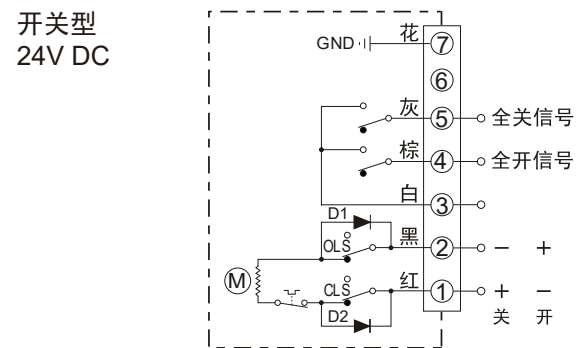 开关型
24V DC
GND 花 ⑦
⑥
灰 ⑤ 全关信号
棕 ④ 全开信号
白 ③
D1
OLS 黑 ② − +
M
CLS 红 ① + −
D2
关 开